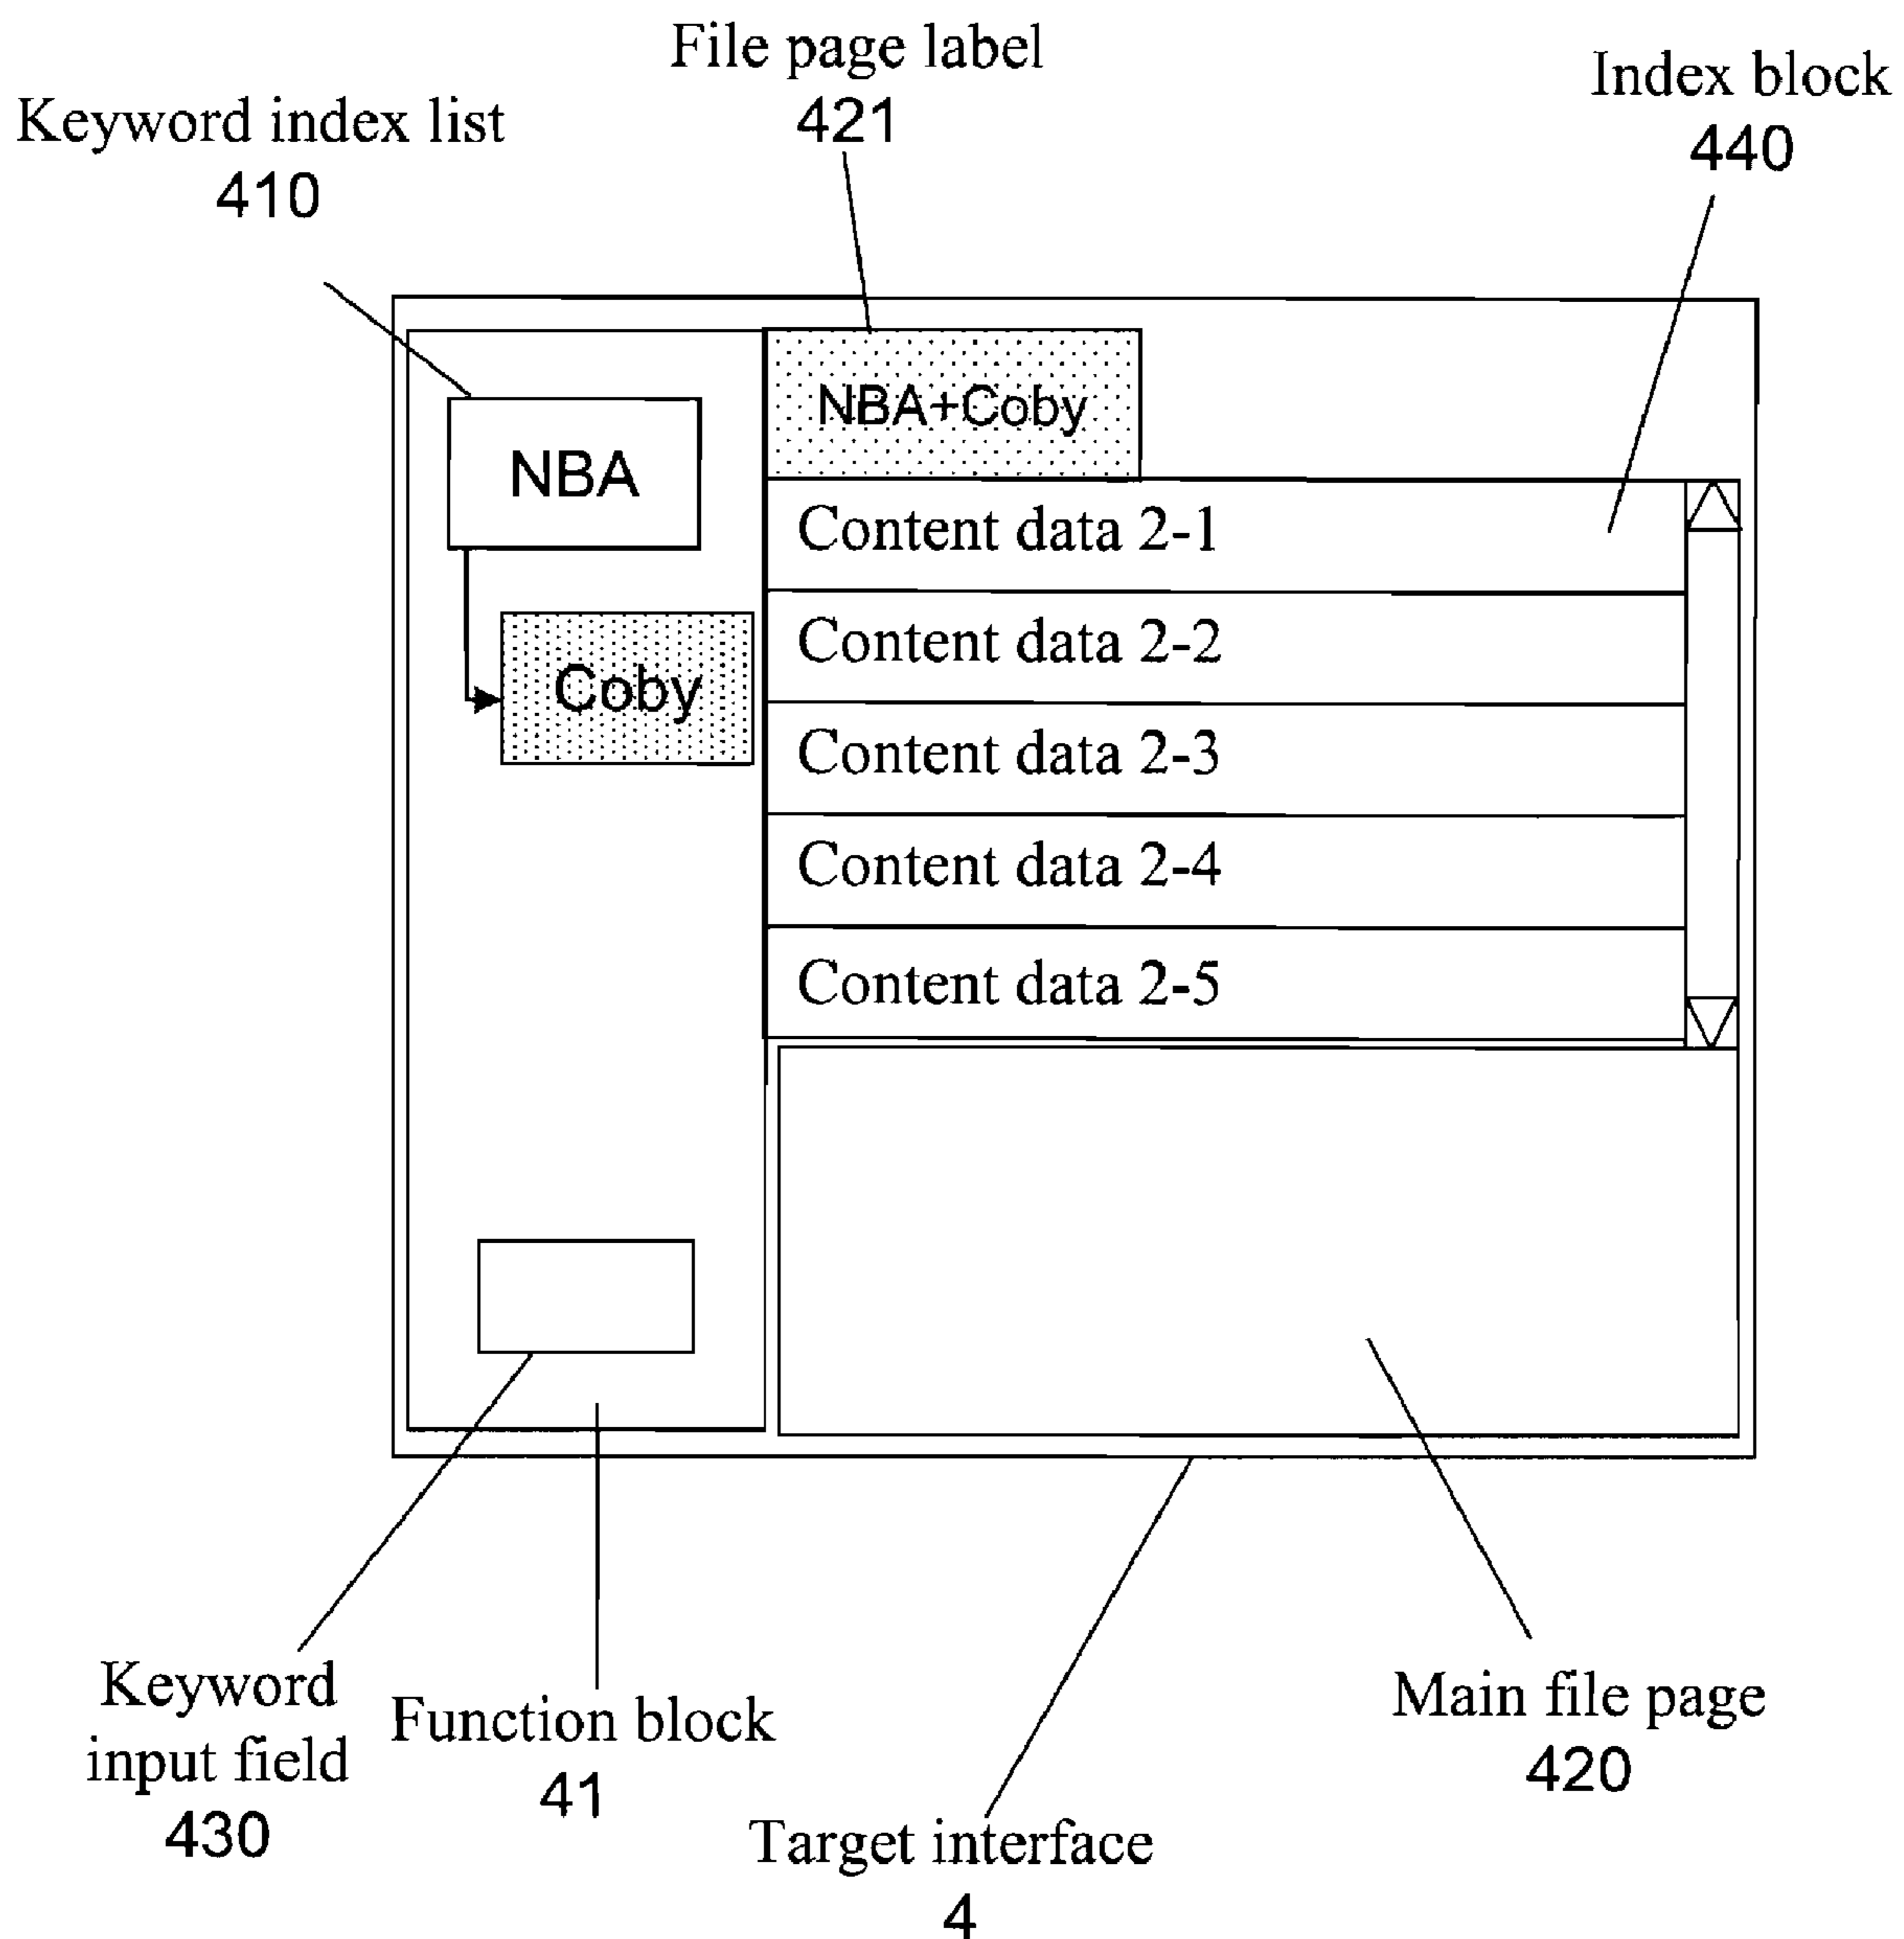 File page label
421
Index block
440
Keyword index list
410
NBA+Coby
NBA
Content data 2-1
Content data 2-2
Coby
Content data 2-3
Content data 2-4
Content data 2-5
Keyword
input field
430
Function block
41
Main file page
420
Target interface
4